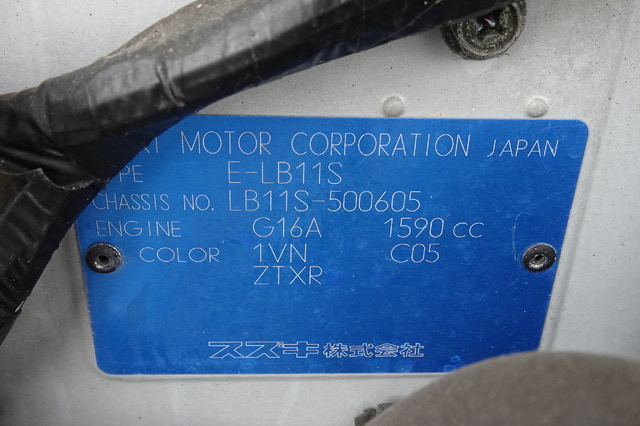 MOTOR CORPORATION JAPAN
E-LB11S
CHASSIS NO. LB11S-500605
ENGINE G16A 1590 cc
COLOR 1VN C05
ZTXR
スズキ株式会社